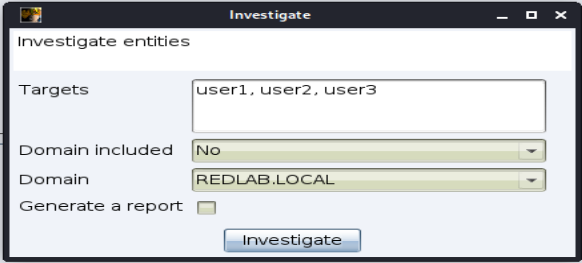 Investigate
Investigate entities
Targets
user1, user2, user3
Domain included
No
Domain
REDLAB.LOCAL
Generate a report
Investigate